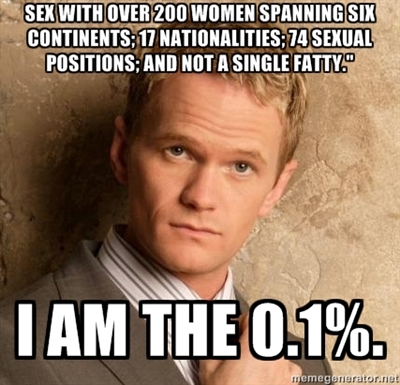 SEX WITH OVER 200 WOMEN SPANNING SIX
CONTINENTS; 17 NATIONALITIES; 74 SEXUAL
POSITIONS; AND NOT A SINGLE FATTY."
I AM THE 0.1%.
memegenerator.net